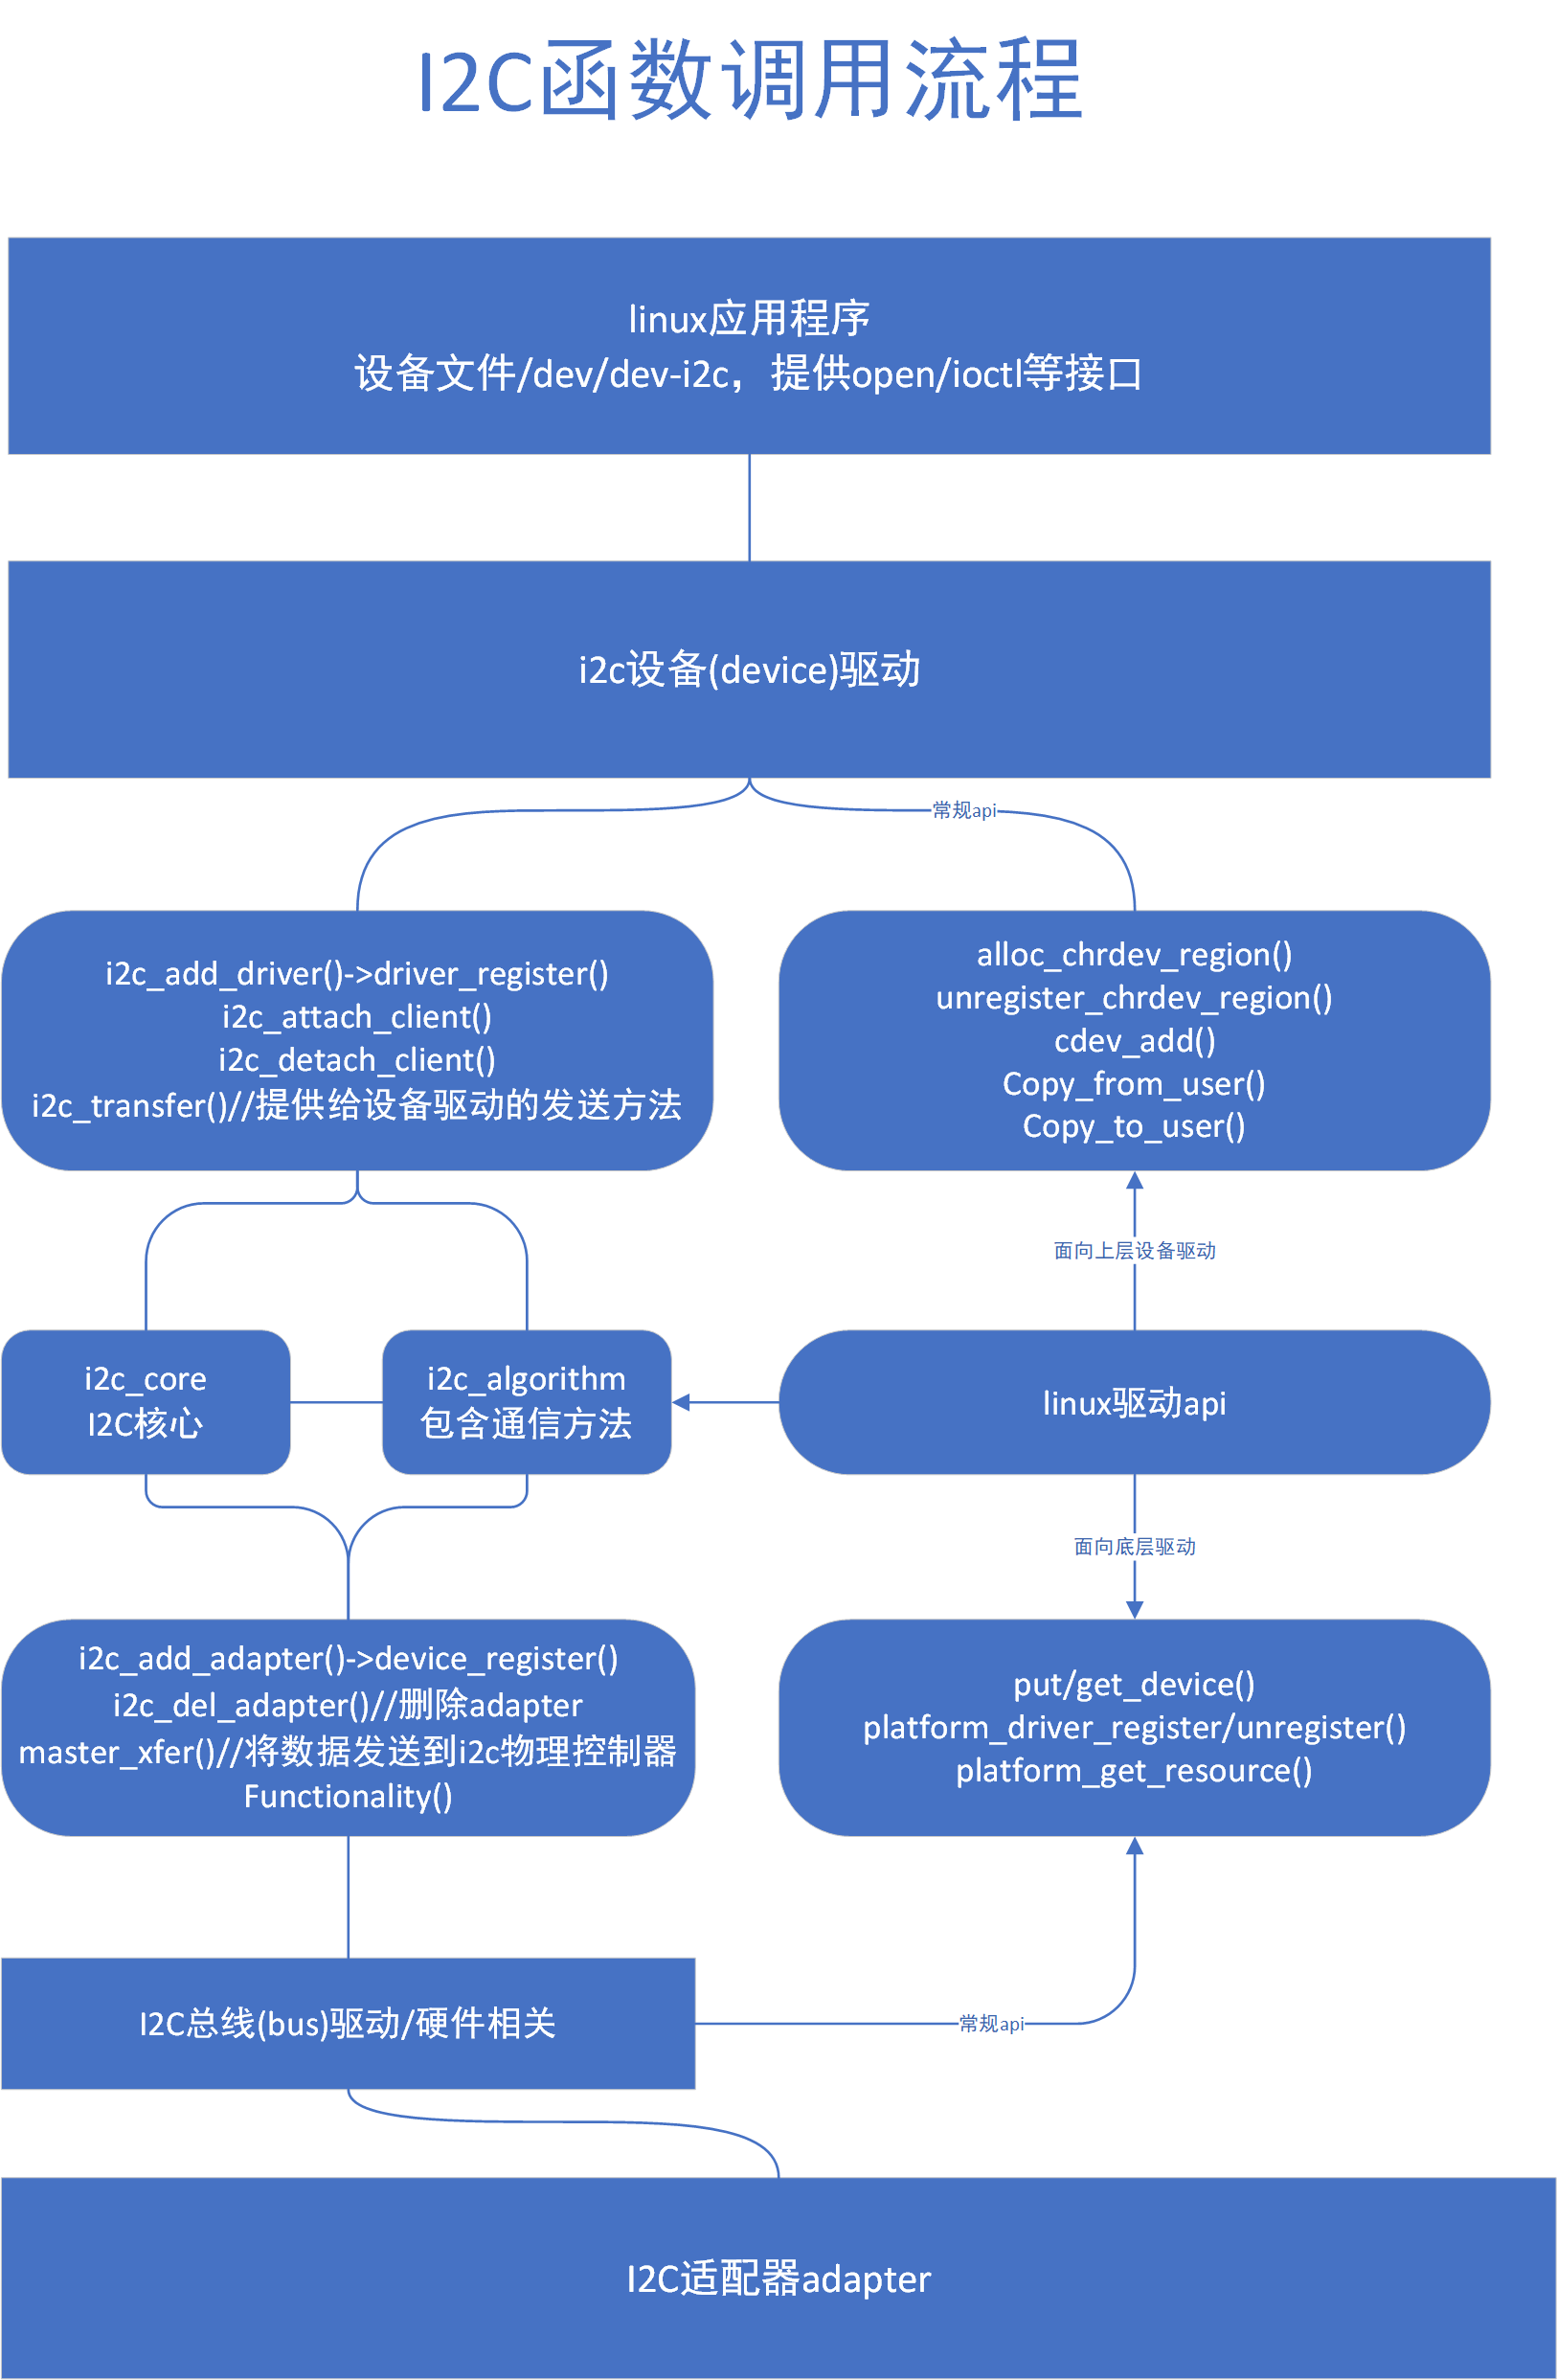 I2C函数调用流程
linux应用程序
设备文件/dev/dev-i2c，提供open/ioctl等接口
i2c设备(device)驱动
常规api
i2c_add_driver()->driver_register()
i2c_attach_client()
i2c_detach_client()
i2c_transfer()//提供给设备驱动的发送方法
alloc_chrdev_region()
unregister_chrdev_region()
cdev_add()
Copy_from_user()
Copy_to_user()
面向上层设备驱动
i2c_core
I2C核心
i2c_algorithm
包含通信方法
linux驱动api
面向底层驱动
i2c_add_adapter()->device_register()
i2c_del_adapter()//删除adapter
master_xfer()//将数据发送到i2c物理控制器
Functionality()
put/get_device()
platform_driver_register/unregister()
platform_get_resource()
I2C总线(bus)驱动/硬件相关
常规api
I2C适配器adapter